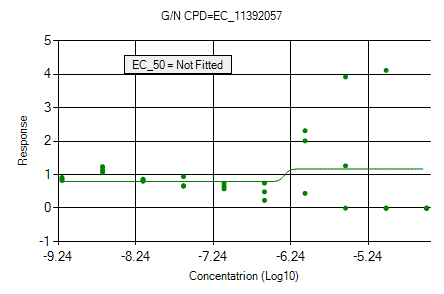 G/N CPD=EC_11392057
EC_50 = Not Fitted
5
4
3
2
1
0
-1
Response
-9.24 -8.24 -7.24 -6.24 -5.24
Concentatrion (Log10)